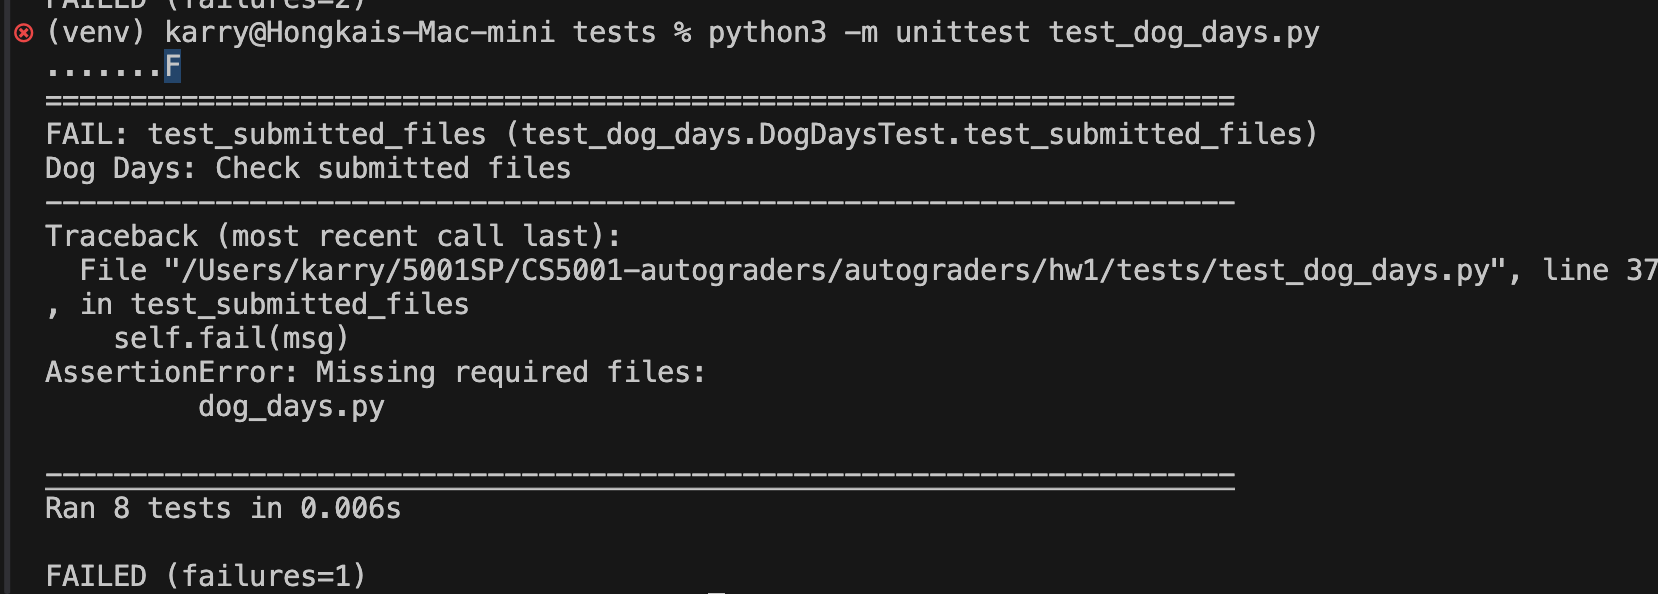 FAILED (failures=2)
(venv) karry@Hongkais-Mac-mini tests % python3 -m unittest test_dog_days.py
.......F
======================================================================
FAIL: test_submitted_files (test_dog_days.DogDaysTest.test_submitted_files)
Dog Days: Check submitted files
----------------------------------------------------------------------
Traceback (most recent call last):
  File "/Users/karry/5001SP/CS5001-autograders/autograders/hw1/tests/test_dog_days.py", line 37
, in test_submitted_files
    self.fail(msg)
AssertionError: Missing required files:
         dog_days.py

----------------------------------------------------------------------
Ran 8 tests in 0.006s

FAILED (failures=1)